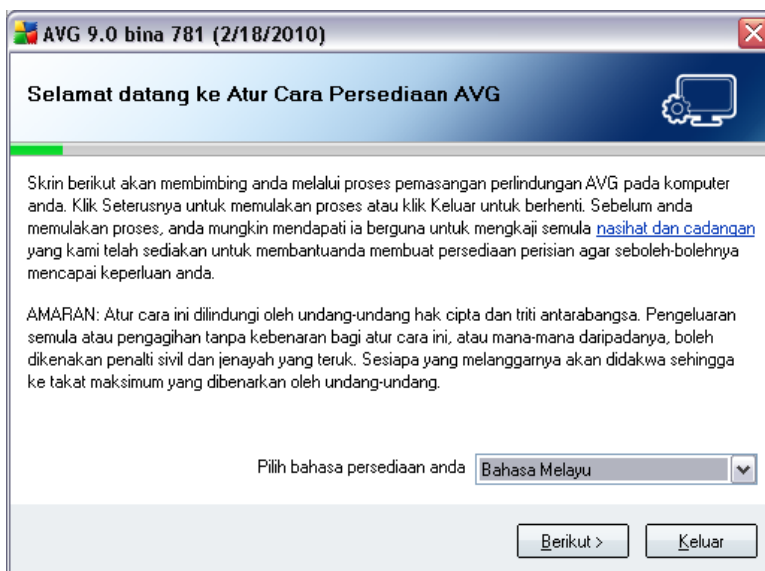 AVG 9.0 bina 781 (2/18/2010)
Selamat datang ke Atur Cara Persediaan AVG
Skrin berikut akan membimbing anda melalui proses pemasangan perlindungan AVG pada komputer
anda. Klik Seterusnya untuk memulakan proses atau klik Keluar untuk berhenti. Sebelum anda
memulakan proses, anda mungkin mendapati ia berguna untuk mengkaji semula nasihat dan cadangan
yang kami telah sediakan untuk membantuanda membuat persediaan perisian agar seboleh-bolehnya
mencapai keperluan anda.
AMARAN: Atur cara ini dilindungi oleh undang-undang hak cipta dan triti antarabangsa. Pengeluaran
semula atau pengagihan tanpa kebenaran bagi atur cara ini, atau mana-mana daripadanya, boleh
dikenakan penalti sivil dan jenayah yang teruk. Sesiapa yang melanggarnya akan didakwa sehingga
ke takat maksimum yang dibenarkan oleh undang-undang.
Pilih bahasa persediaan anda Bahasa Melayu
Berikut > Keluar